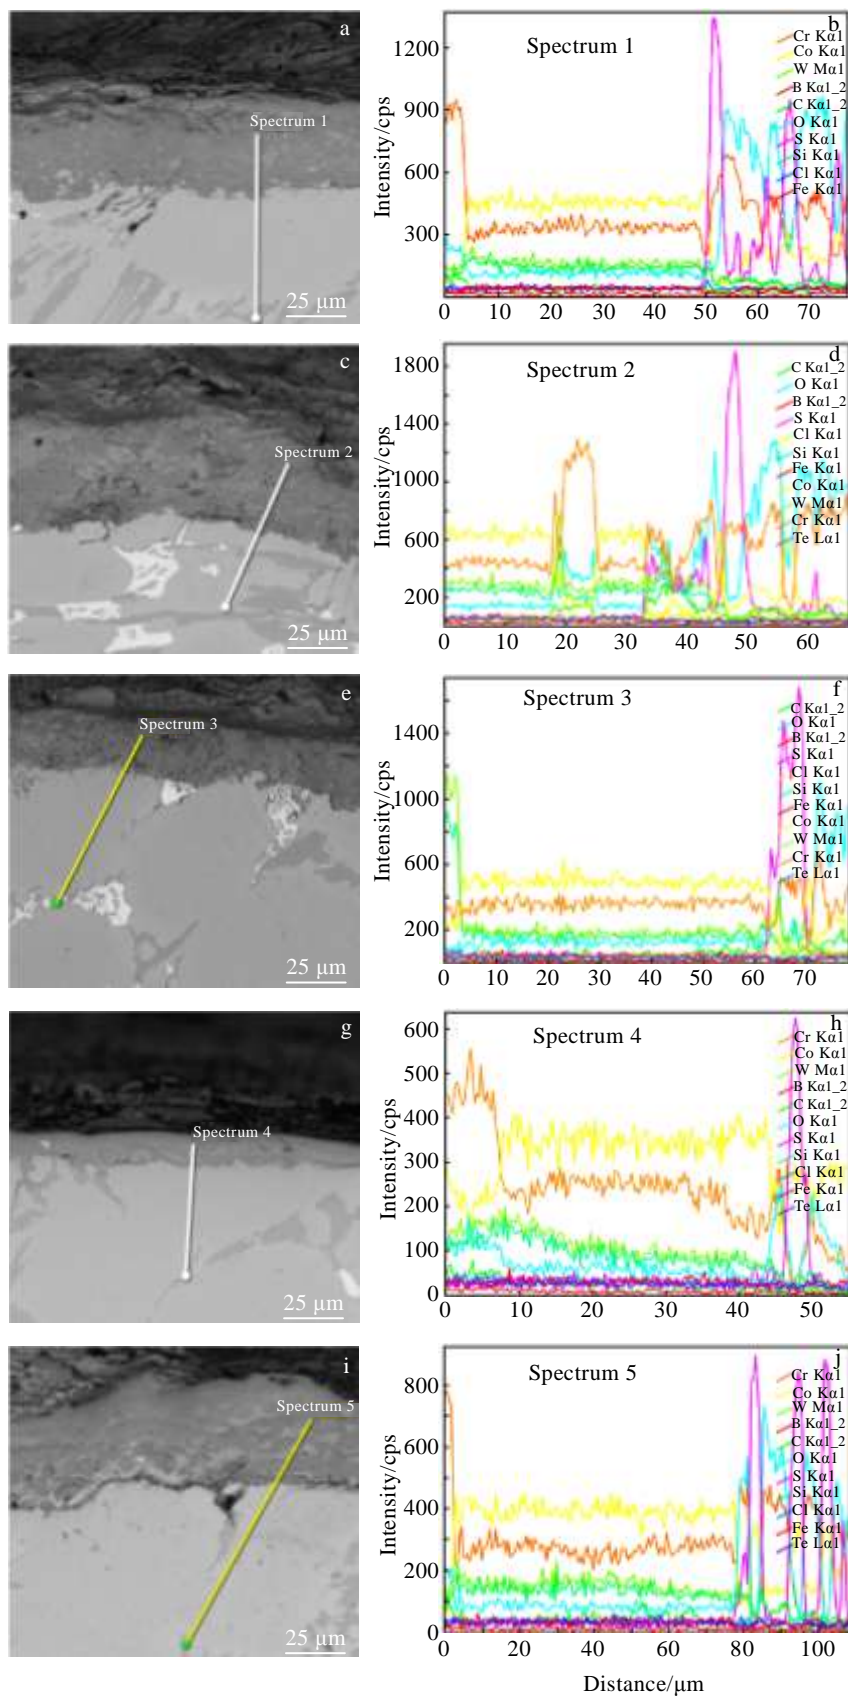 a
Spectrum 1
25 μm
b
Spectrum 1
Intensity/cps
1200
900
600
300
0
10
20
30
40
50
60
70
Cr Kα1
Co Kα1
W Mα1
B Kα1_2
C Kα1_2
O Kα1
S Kα1
Si Kα1
Cl Kα1
Fe Kα1
c
Spectrum 2
25 μm
d
Spectrum 2
Intensity/cps
1800
1400
1000
600
200
0
10
20
30
40
50
60
C Kα1_2
O Kα1
B Kα1_2
S Kα1
Cl Kα1
Si Kα1
Fe Kα1
Co Kα1
W Mα1
Cr Kα1
Te Lα1
e
Spectrum 3
25 μm
f
Spectrum 3
Intensity/cps
1400
1000
600
200
0
10
20
30
40
50
60
70
C Kα1_2
O Kα1
B Kα1_2
S Kα1
Cl Kα1
Si Kα1
Fe Kα1
Co Kα1
W Mα1
Cr Kα1
Te Lα1
g
Spectrum 4
25 μm
h
Spectrum 4
Intensity/cps
600
500
400
300
200
100
0
0
10
20
30
40
50
Cr Kα1
Co Kα1
W Mα1
B Kα1_2
C Kα1_2
O Kα1
S Kα1
Si Kα1
Cl Kα1
Fe Kα1
Te Lα1
i
Spectrum 5
25 μm
j
Spectrum 5
Intensity/cps
800
600
400
200
0
0
20
40
60
80
100
Cr Kα1
Co Kα1
W Mα1
B Kα1_2
C Kα1_2
O Kα1
S Kα1
Si Kα1
Cl Kα1
Fe Kα1
Te Lα1
Distance/μm